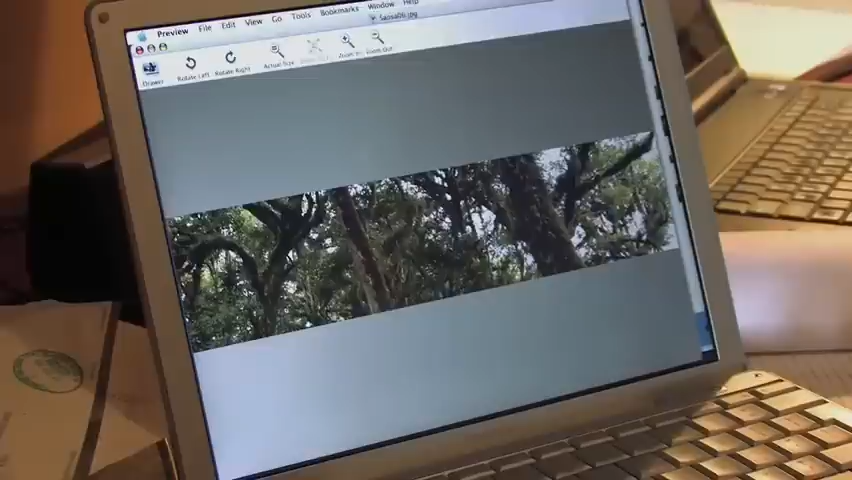 Preview File Edit View Go Tools Bookmarks Window Help
Drawer Rotate Left Rotate Right Actual Size Zoom In Zoom Out